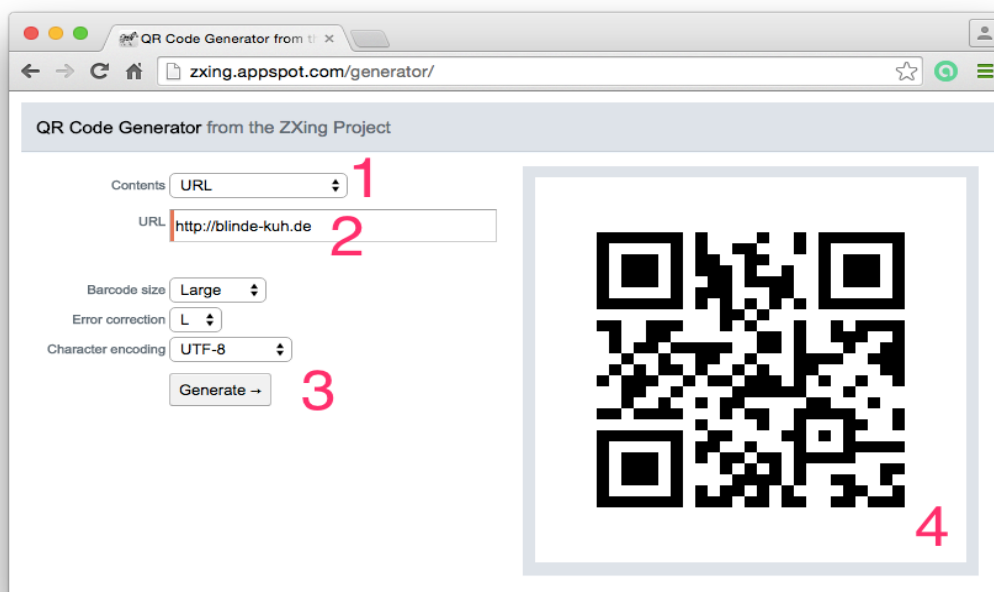 QR Code Generator from th
zxing.appspot.com/generator/
QR Code Generator from the ZXing Project
Contents URL 1
URL http://blinde-kuh.de 2
Barcode size Large
Error correction L
Character encoding UTF-8
Generate → 3
4